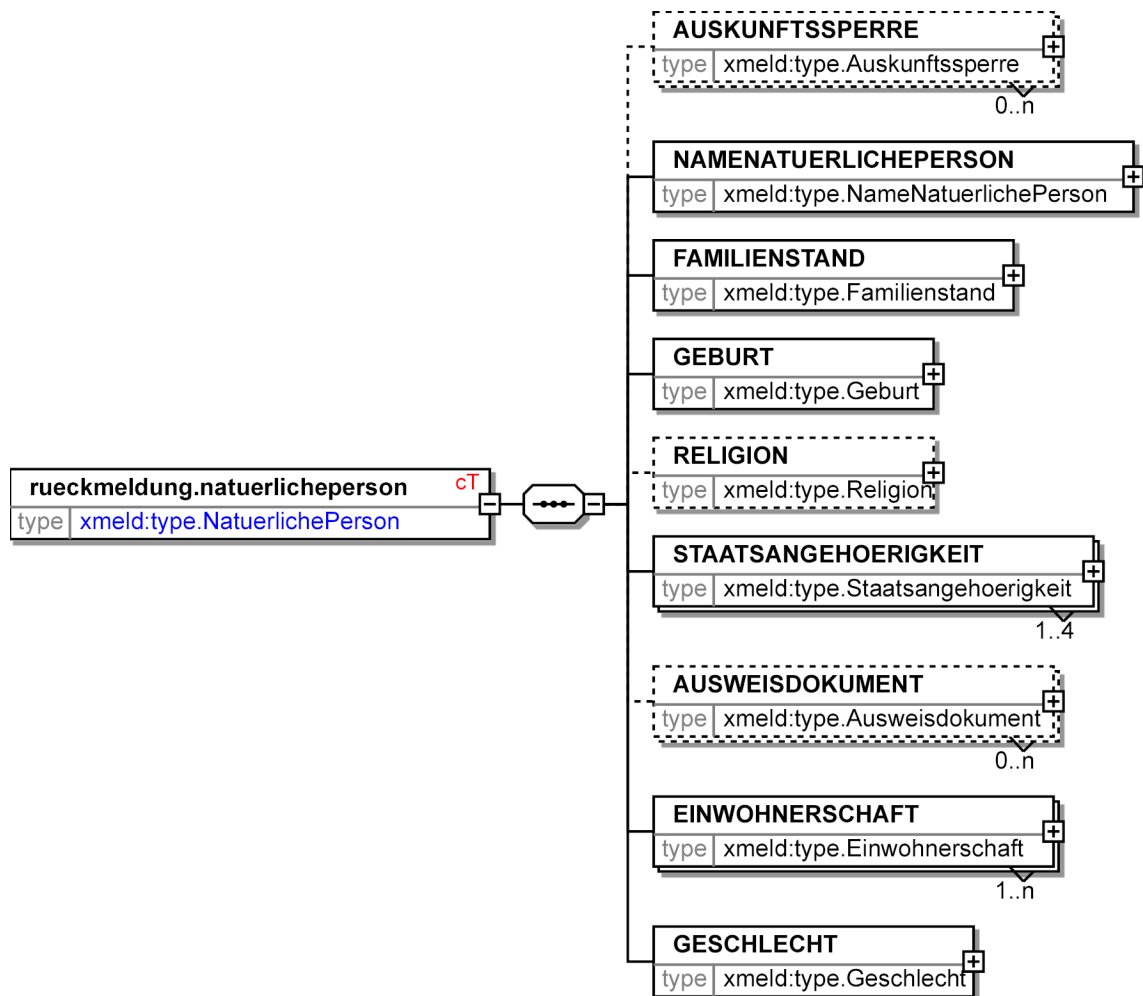 AUSKUNFTSSPERRE
type xmeld:type.Auskunftssperre
0..n
NAMENATUERLICHEPERSON
type xmeld:type.NameNatuerlichePerson
FAMILIENSTAND
type xmeld:type.Familienstand
GEBURT
type xmeld:type.Geburt
RELIGION
type xmeld:type.Religion
rueckmeldung.natuerlicheperson cT
type xmeld:type.NatuerlichePerson
STAATSANGEHOERIGKEIT
type xmeld:type.Staatsangehoerigkeit
1..4
AUSWEISDOKUMENT
type xmeld:type.Ausweisdokument
0..n
EINWOHNERSCHAFT
type xmeld:type.Einwohnerschaft
1..n
GESCHLECHT
type xmeld:type.Geschlecht